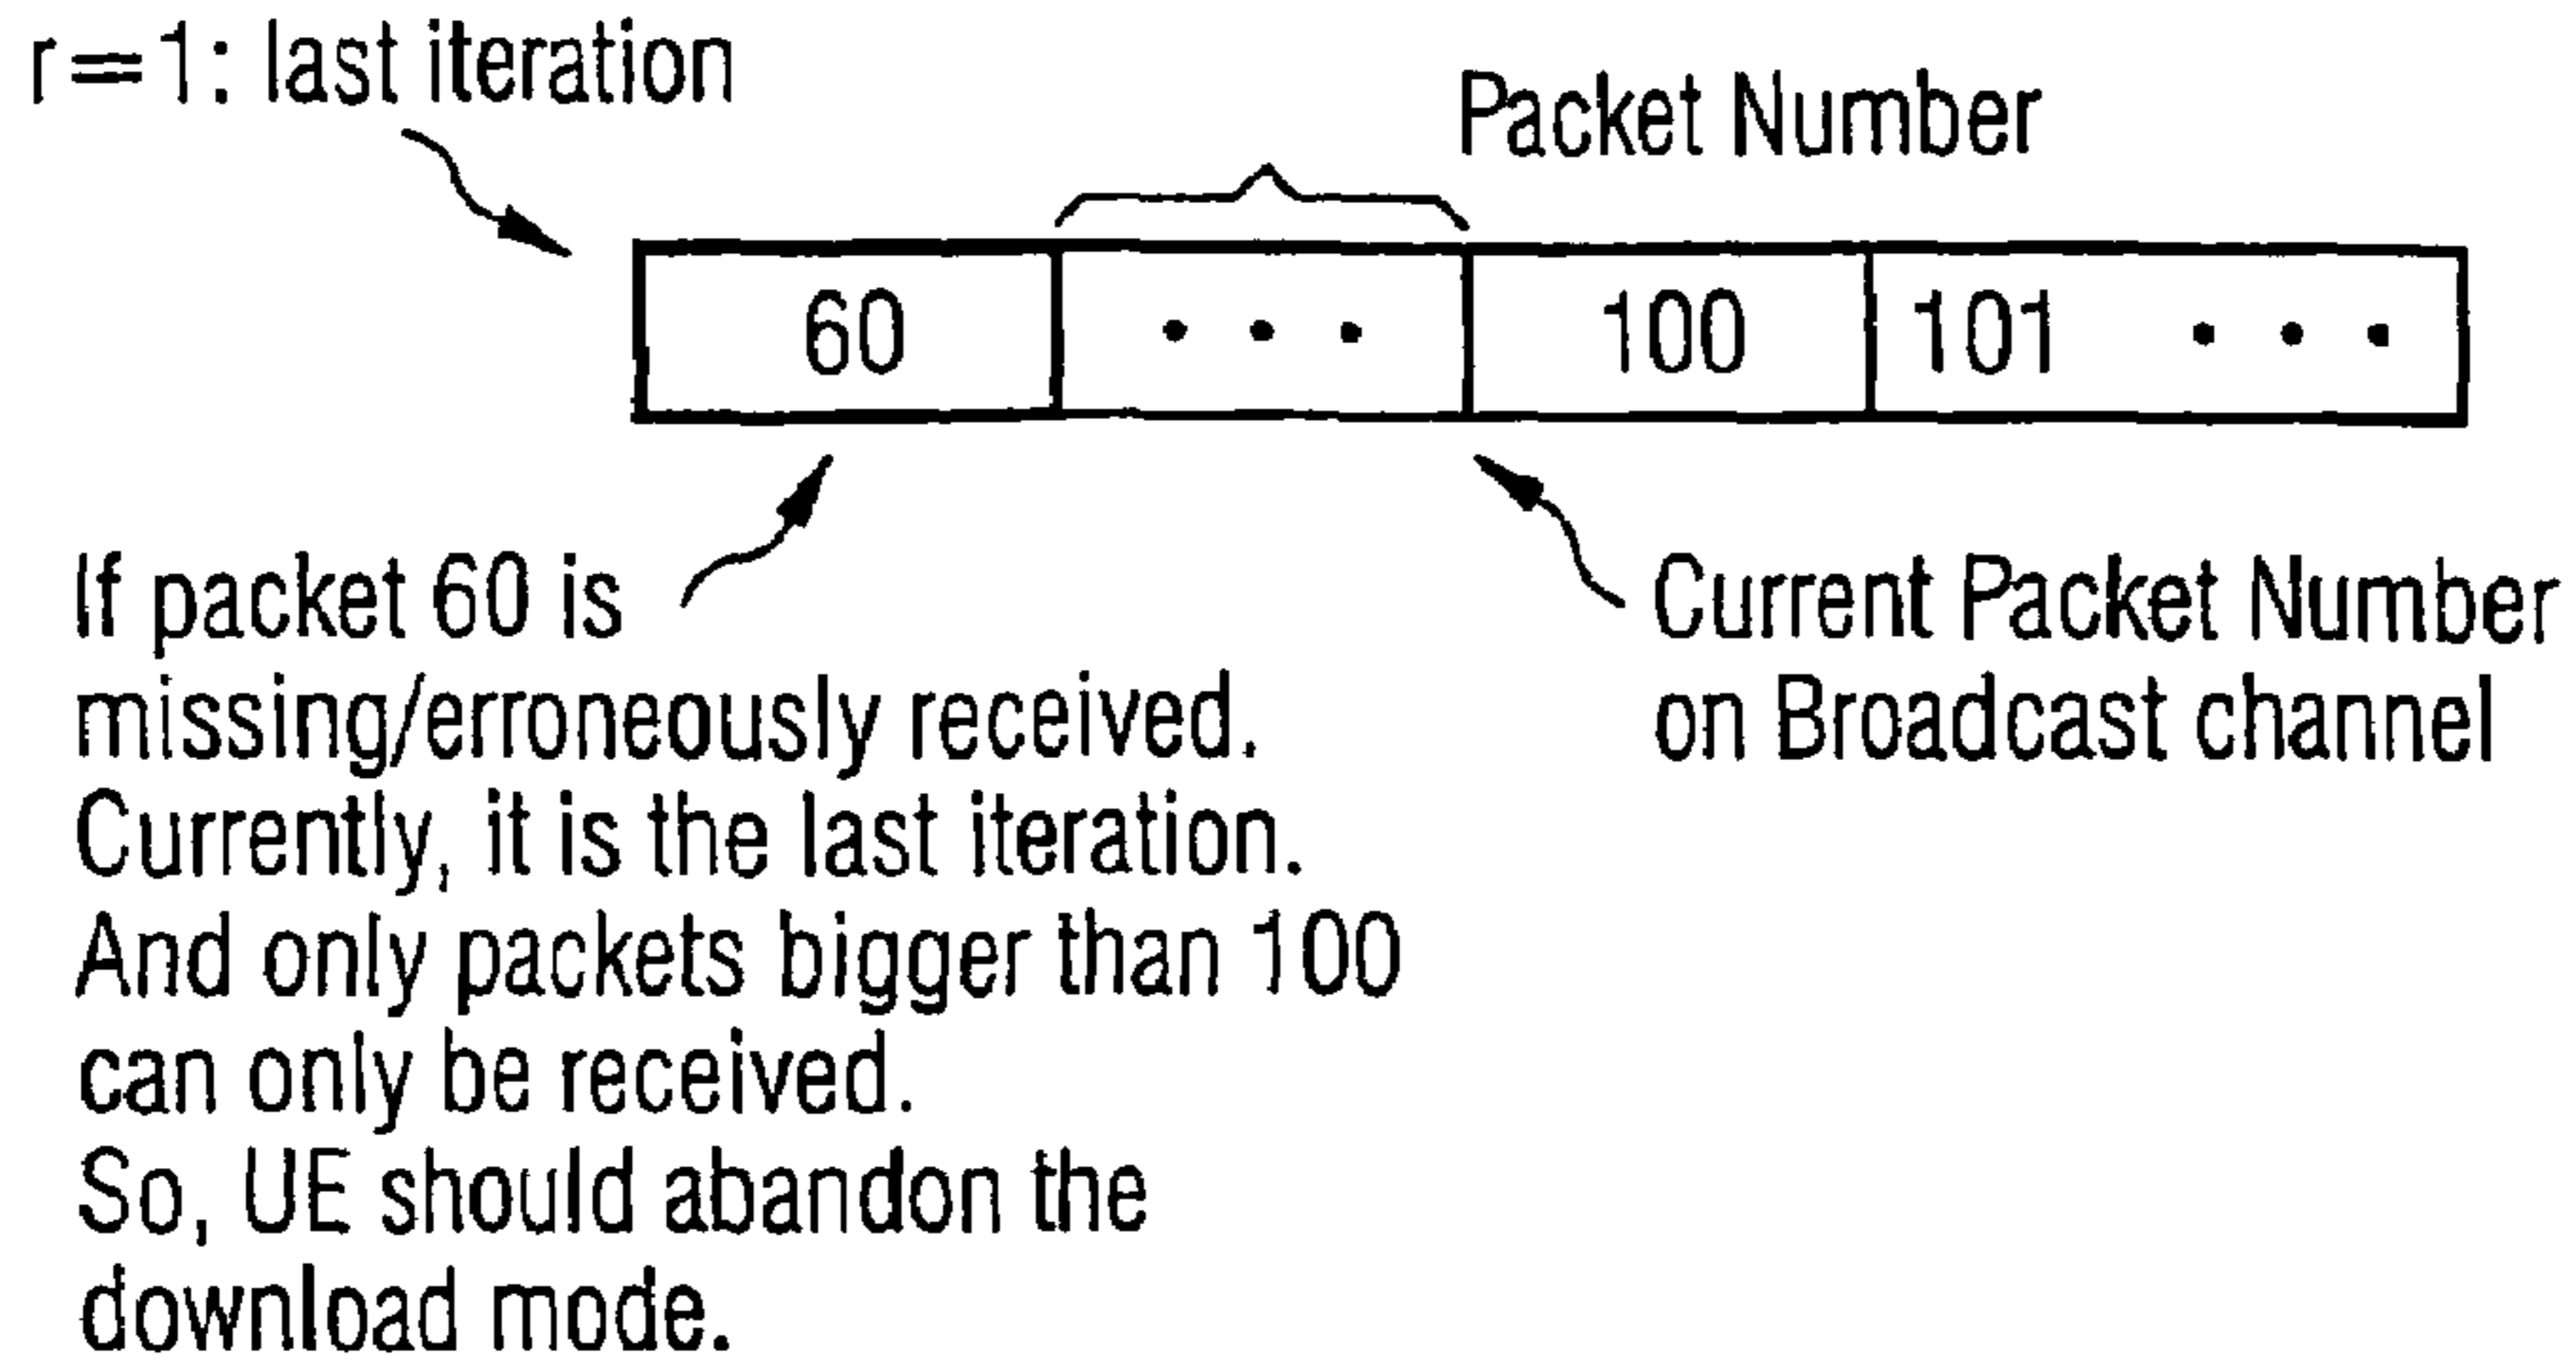 r=1: last iteration
Packet Number
60 • • • 100 101 • • •
If packet 60 is
missing/erroneously received.
Currently, it is the last iteration.
And only packets bigger than 100
can only be received.
So, UE should abandon the
download mode.
Current Packet Number
on Broadcast channel